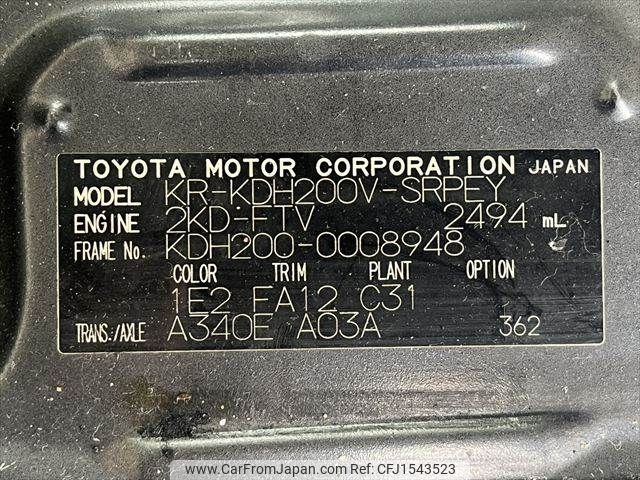 TOYOTA MOTOR CORPORATION JAPAN
MODEL KR-KDH200V-SRPEY
ENGINE 2KD-FTV 2494 mL
FRAME No. KDH200-0008948
COLOR TRIM PLANT OPTION
1E2 FA12 C31
TRANS./AXLE A340E A03A 362
www.CarFromJapan.com - CFJ1543523